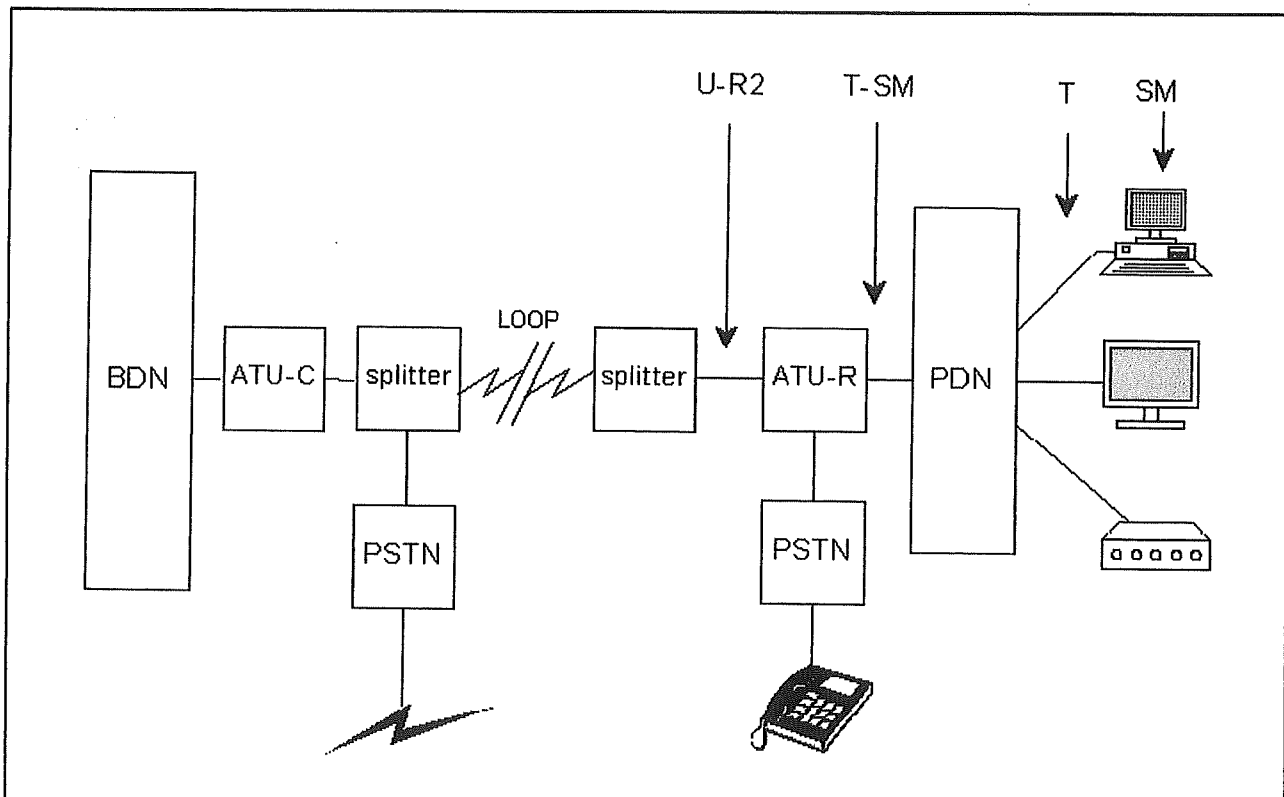 U-R2
T-SM
T
SM
LOOP
BDN
ATU-C
splitter
splitter
ATU-R
PDN
PSTN
PSTN